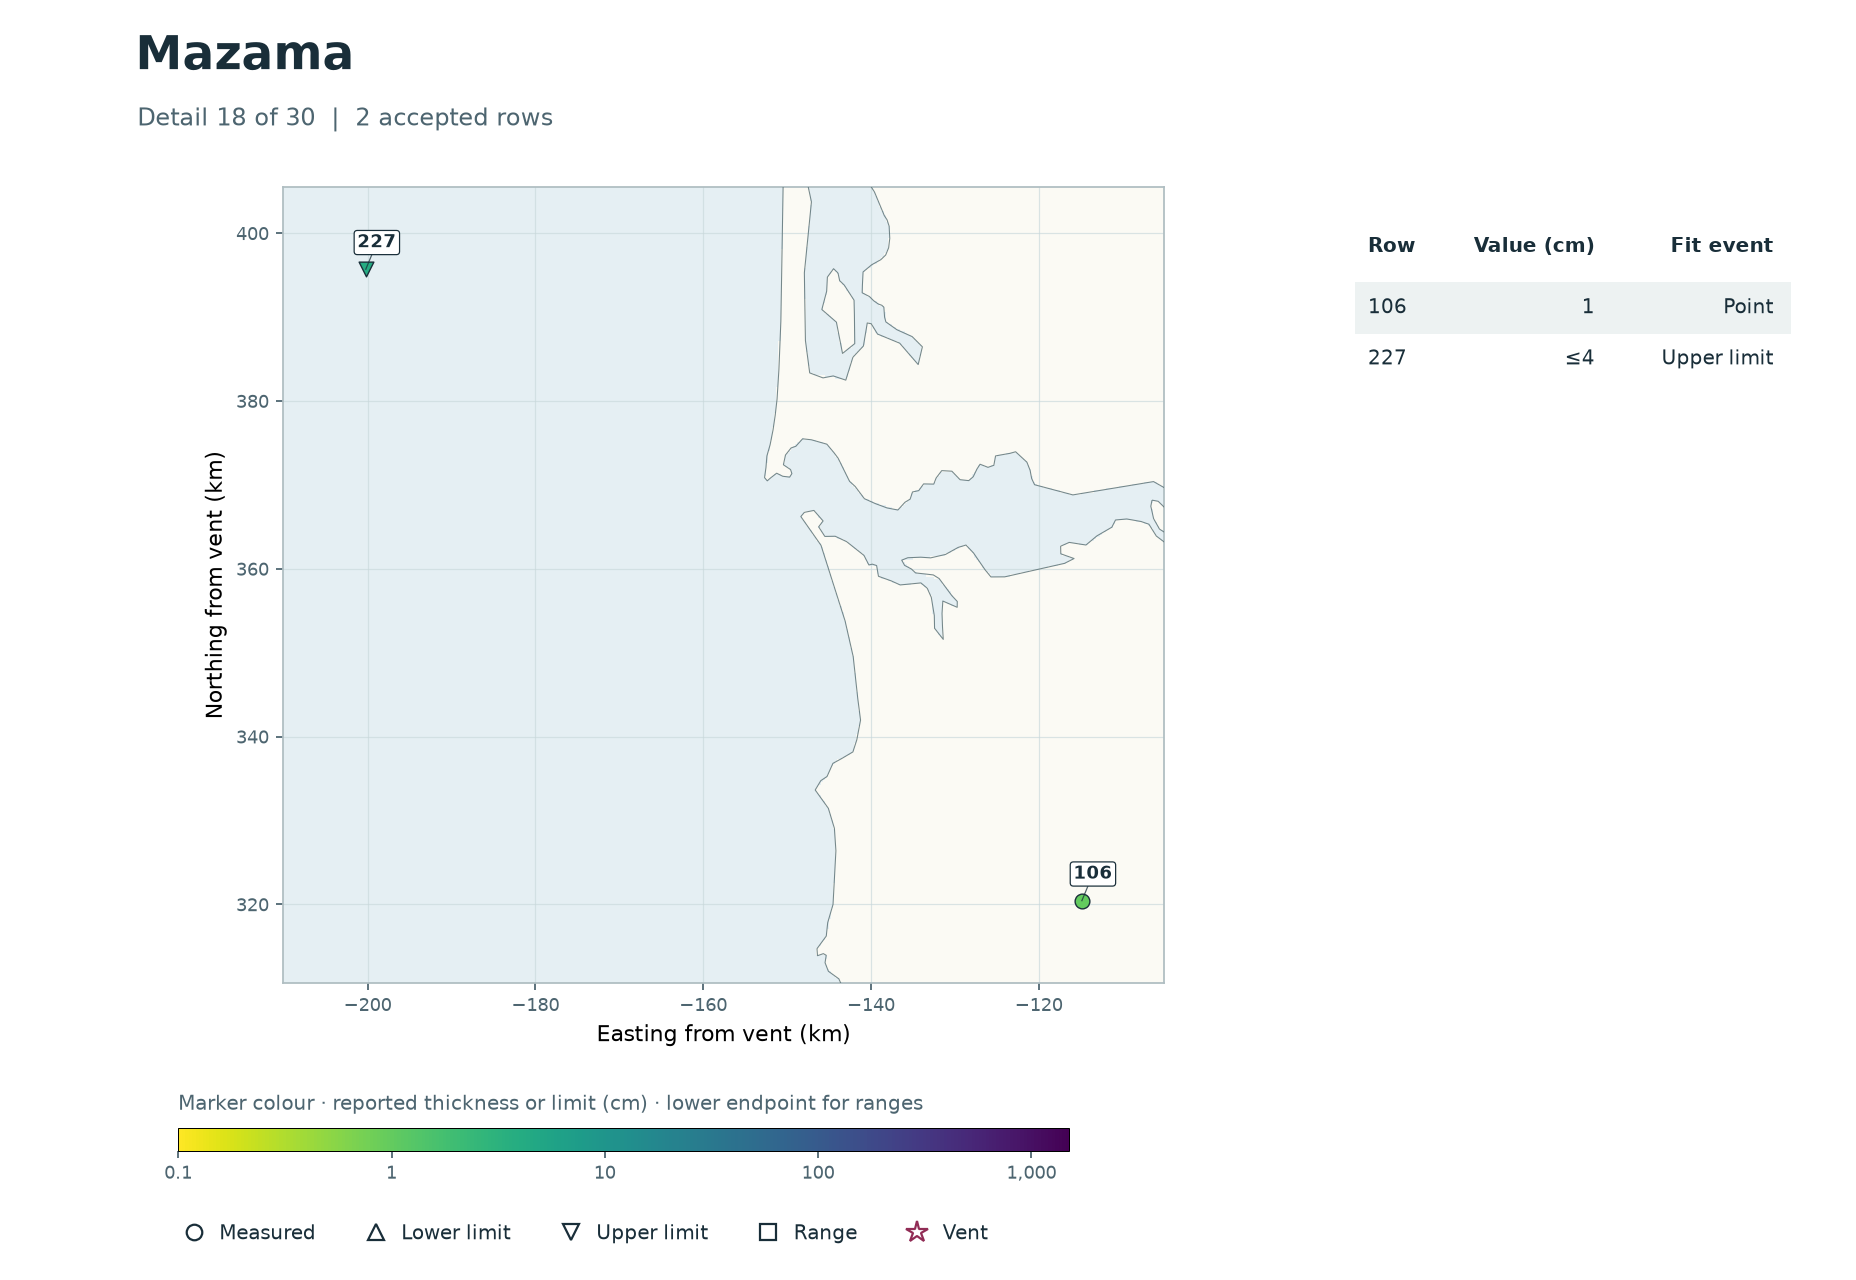 Mazama
Detail 18 of 30 | 2 accepted rows
Row Value (cm) Fit event
106 1 Point
227 ≤4 Upper limit
Northing from vent (km)
400
380
360
340
320
227
106
−200 −180 −160 −140 −120
Easting from vent (km)
Marker colour · reported thickness or limit (cm) · lower endpoint for ranges
0.1 1 10 100 1,000
Measured Lower limit Upper limit Range Vent